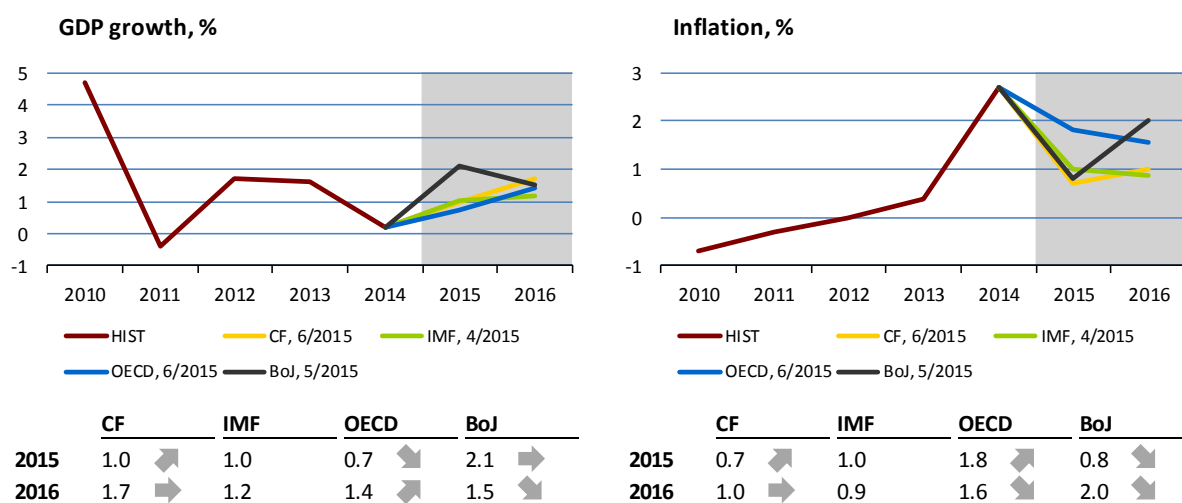 GDP growth, %
5
4
3
2
1
0
-1
2010 2011 2012 2013 2014 2015 2016
HIST CF, 6/2015 IMF, 4/2015
OECD, 6/2015 BoJ, 5/2015
CF IMF OECD BoJ
2015 1.0 1.0 0.7 2.1
2016 1.7 1.2 1.4 1.5
Inflation, %
3
2
1
0
-1
2010 2011 2012 2013 2014 2015 2016
HIST CF, 6/2015 IMF, 4/2015
OECD, 6/2015 BoJ, 5/2015
CF IMF OECD BoJ
2015 0.7 1.0 1.8 0.8
2016 1.0 0.9 1.6 2.0